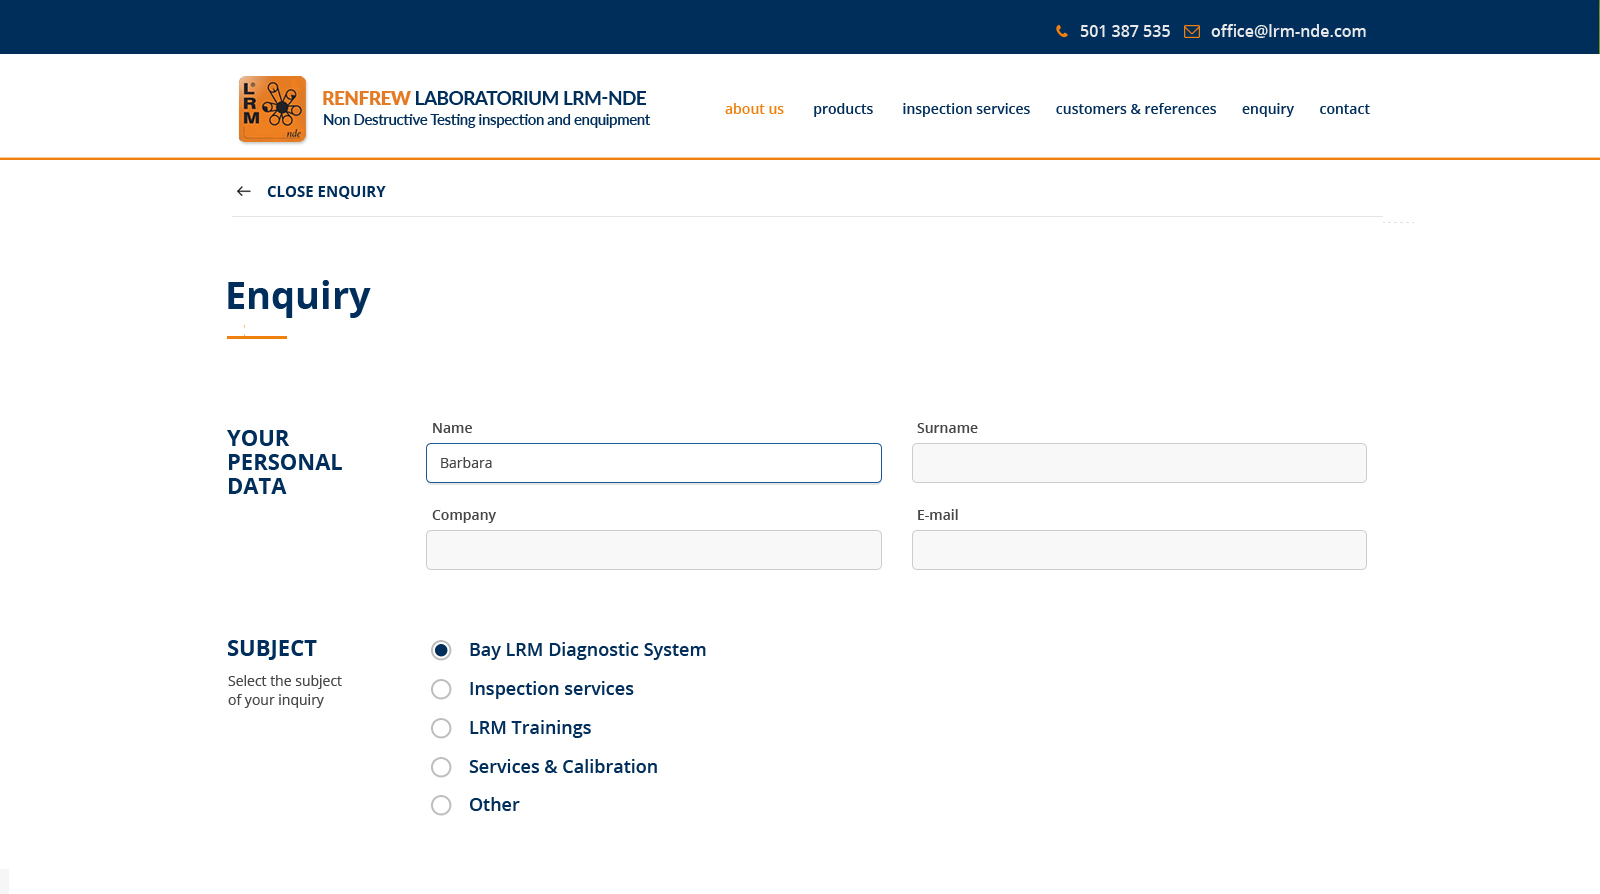 501 387 535 office@lrm-nde.com
L R M nde
RENFREW LABORATORIUM LRM-NDE
Non Destructive Testing inspection and enquipment
about us products inspection services customers & references enquiry contact
CLOSE ENQUIRY
Enquiry
YOUR
PERSONAL
DATA
Name Surname
Barbara
Company E-mail
SUBJECT
Select the subject
of your inquiry
Bay LRM Diagnostic System
Inspection services
LRM Trainings
Services & Calibration
Other